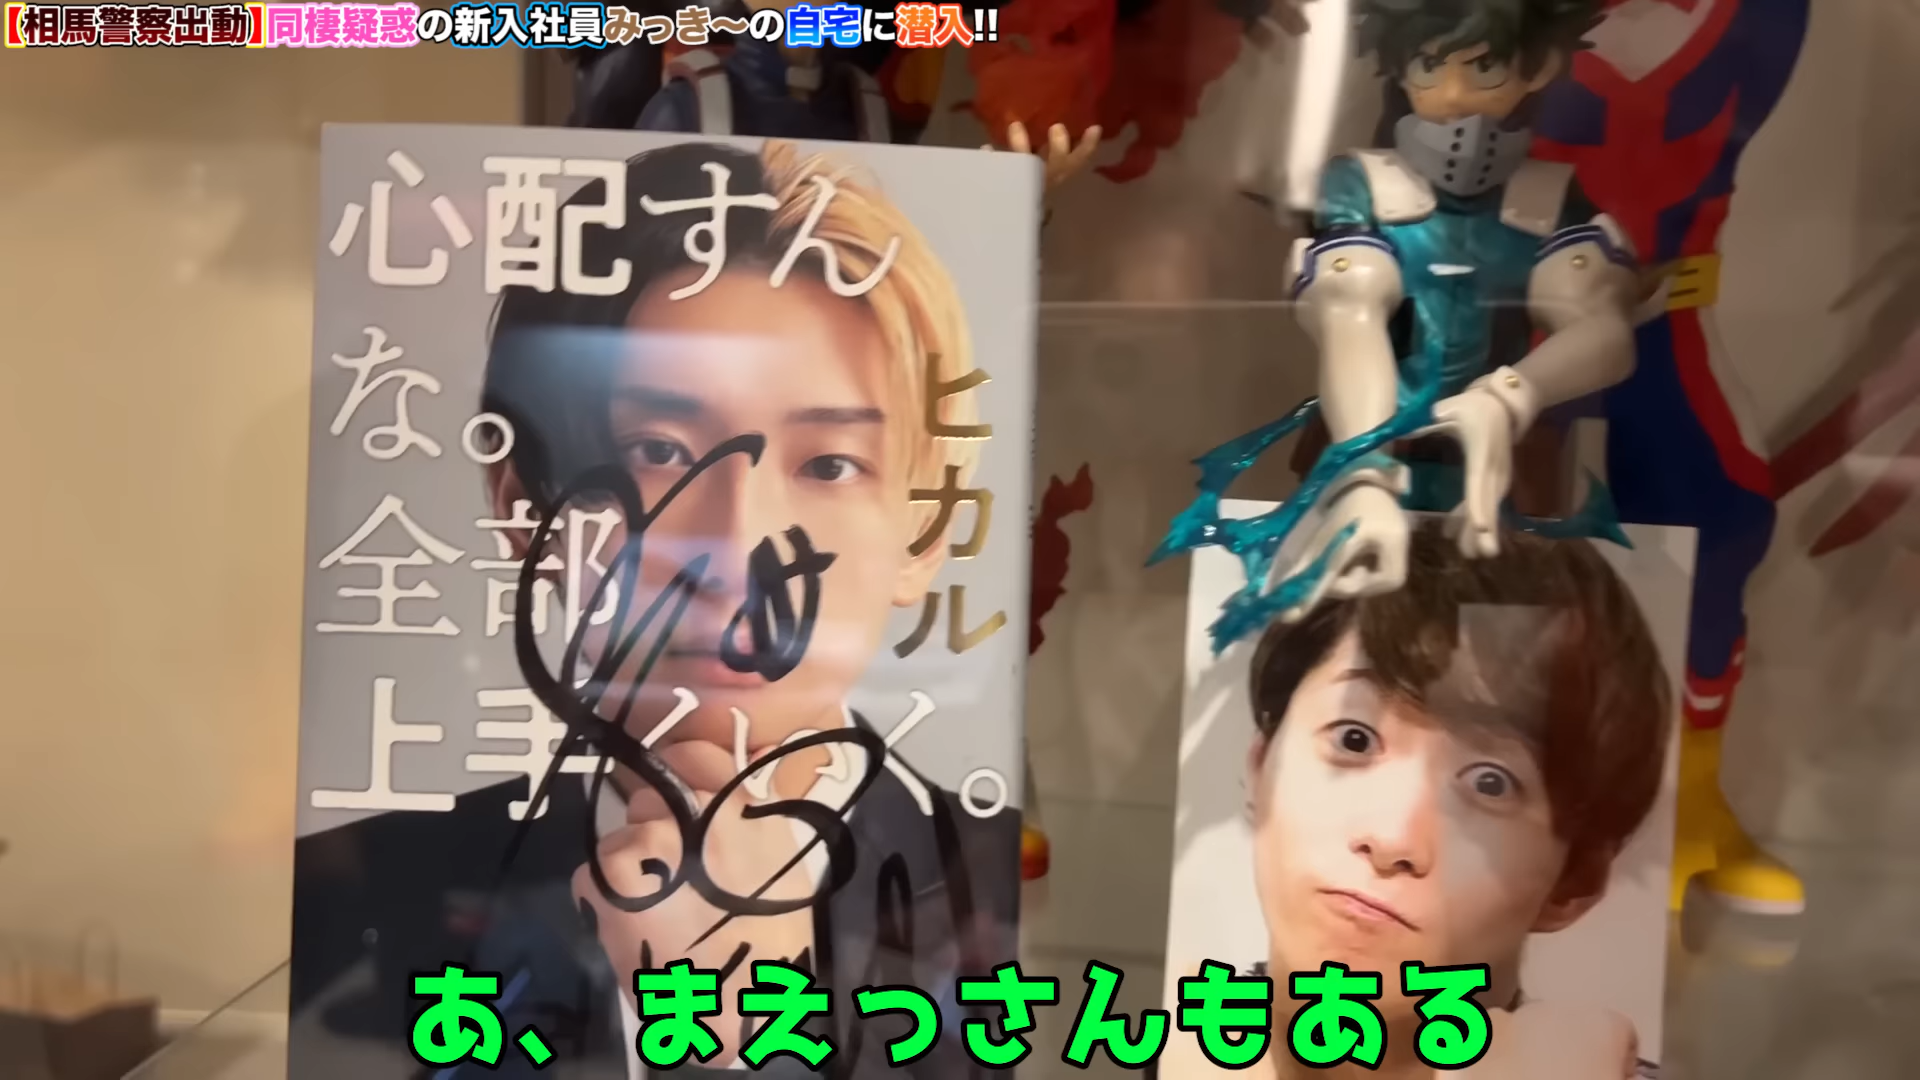 【相馬警察出動】同棲疑惑の新入社員みっき〜の自宅に潜入!!
心配すん
な。
全部
上手くいく。
ヒカル
あ、まえっさんもある